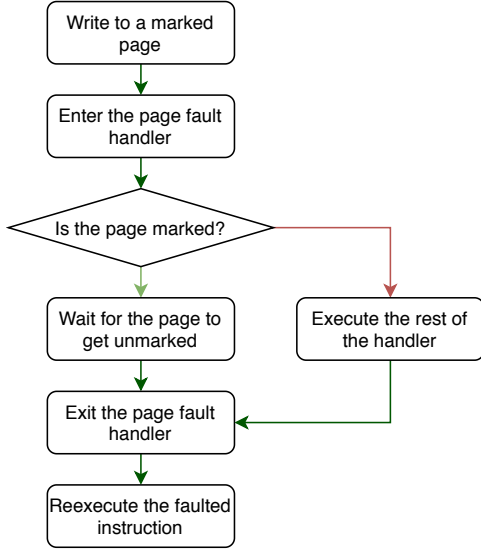 Write to a marked
page
Enter the page fault
handler
Is the page marked?
Wait for the page to
get unmarked
Execute the rest of
the handler
Exit the page fault
handler
Reexecute the faulted
instruction